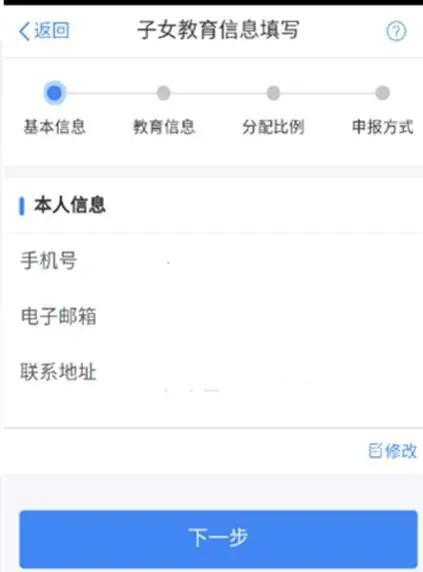 返回 子女教育信息填写 ?
基本信息 教育信息 分配比例 申报方式
本人信息
手机号
电子邮箱
联系地址
修改
下一步